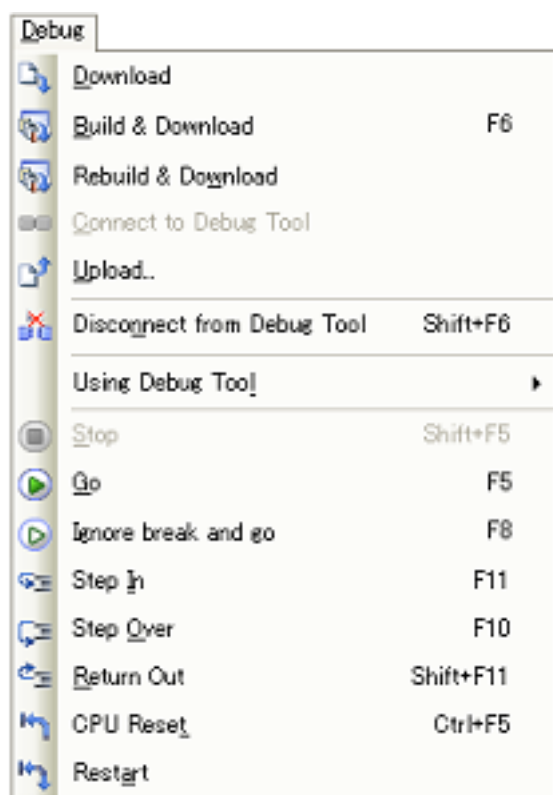 Debug
Download
Build & Download F6
Rebuild & Download
Connect to Debug Tool
Upload..
Disconnect from Debug Tool Shift+F6
Using Debug Tool
Stop Shift+F5
Go F5
Ignore break and go F8
Step In F11
Step Over F10
Return Out Shift+F11
CPU Reset Ctrl+F5
Restart